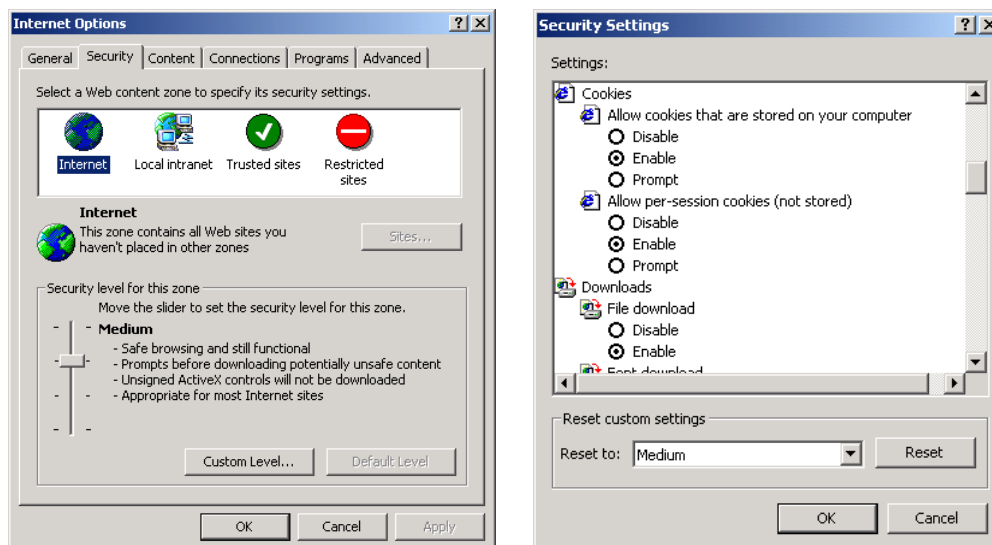 Internet Options
General Security Content Connections Programs Advanced
Select a Web content zone to specify its security settings.
Internet Local intranet Trusted sites Restricted
sites
Internet
This zone contains all Web sites you
haven't placed in other zones
Sites...
Security level for this zone
Move the slider to set the security level for this zone.
Medium
- Safe browsing and still functional
- Prompts before downloading potentially unsafe content
- Unsigned ActiveX controls will not be downloaded
- Appropriate for most Internet sites
Custom Level... Default Level
OK Cancel Apply
Security Settings
Settings:
Cookies
Allow cookies that are stored on your computer
Disable
Enable
Prompt
Allow per-session cookies (not stored)
Disable
Enable
Prompt
Downloads
File download
Disable
Enable
Font download
Reset custom settings
Reset to: Medium Reset
OK Cancel